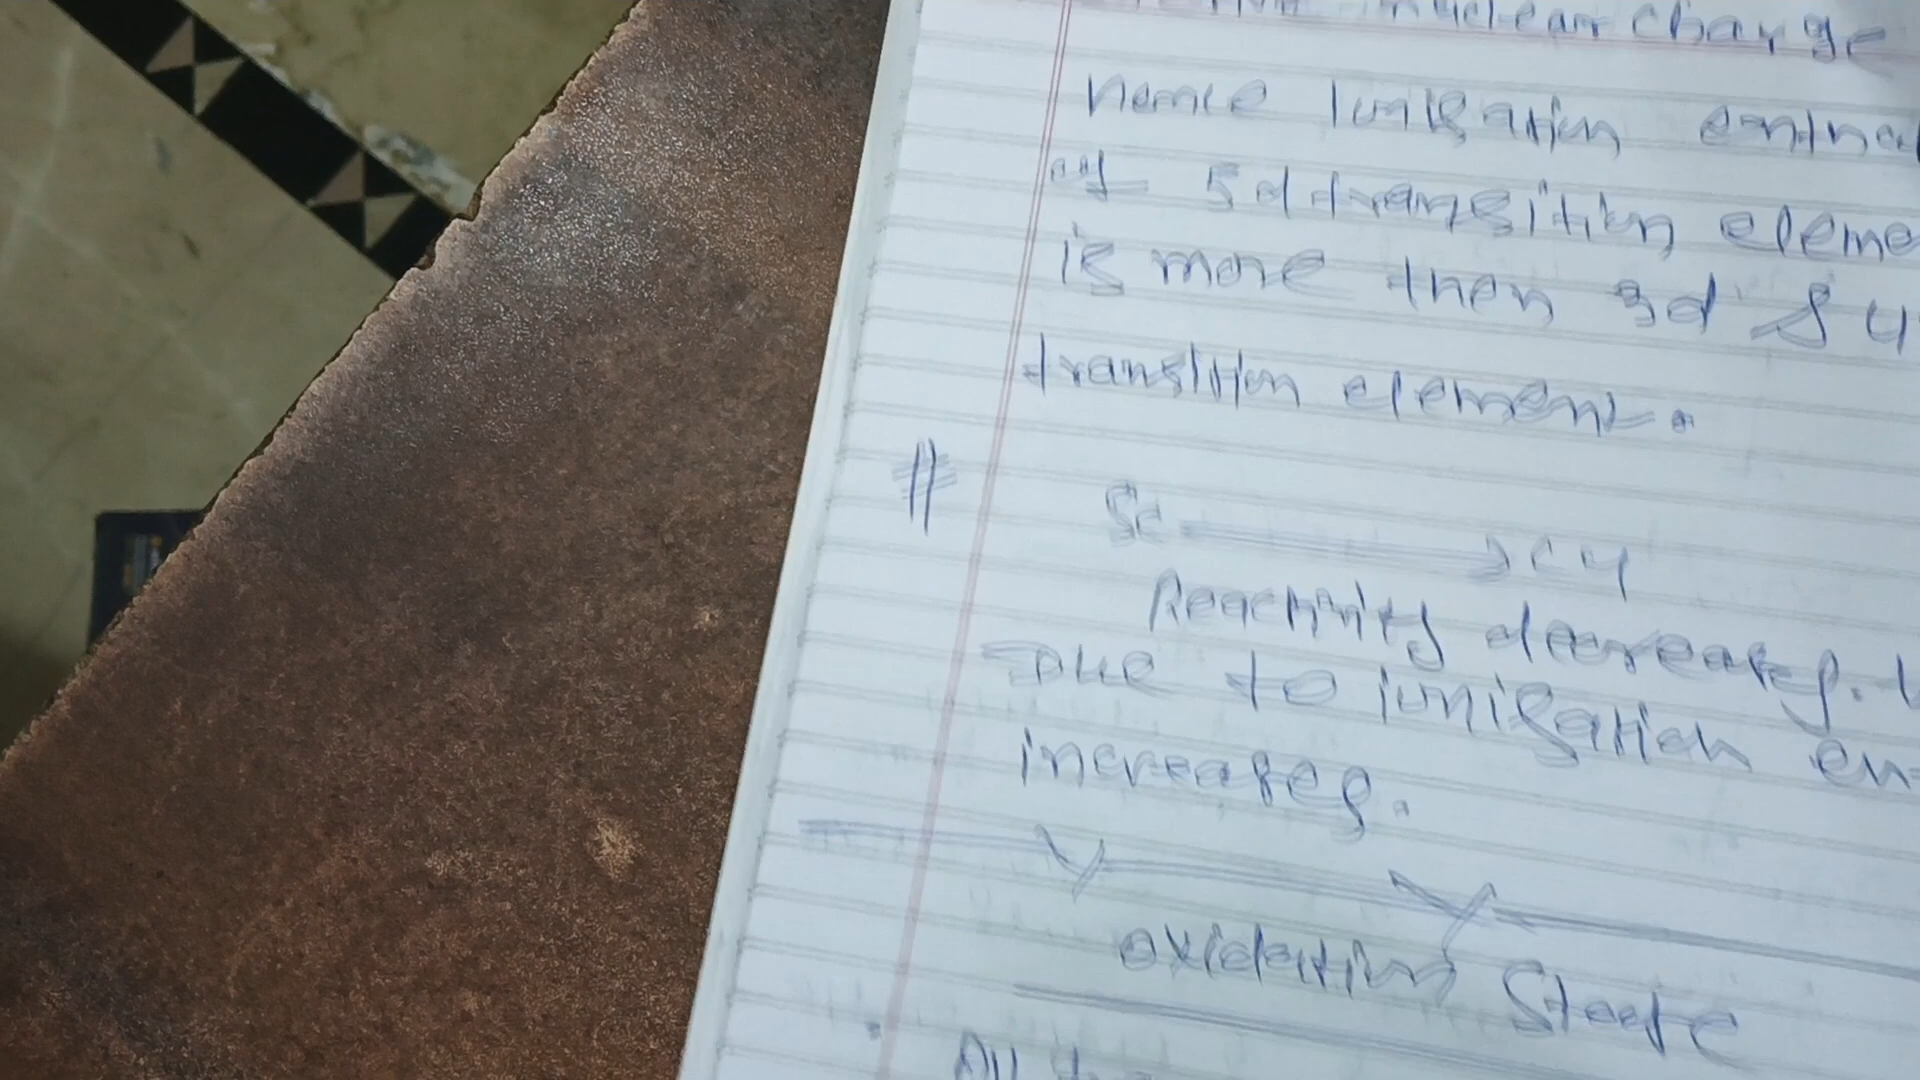 nuclear charge
Hence Ionisation
of 5d transition eleme
is more then 3d & 4
transition element.
# Sc → Cu
Reactivity decreases.
Due to ionisation en
increases.
oxidation State
All